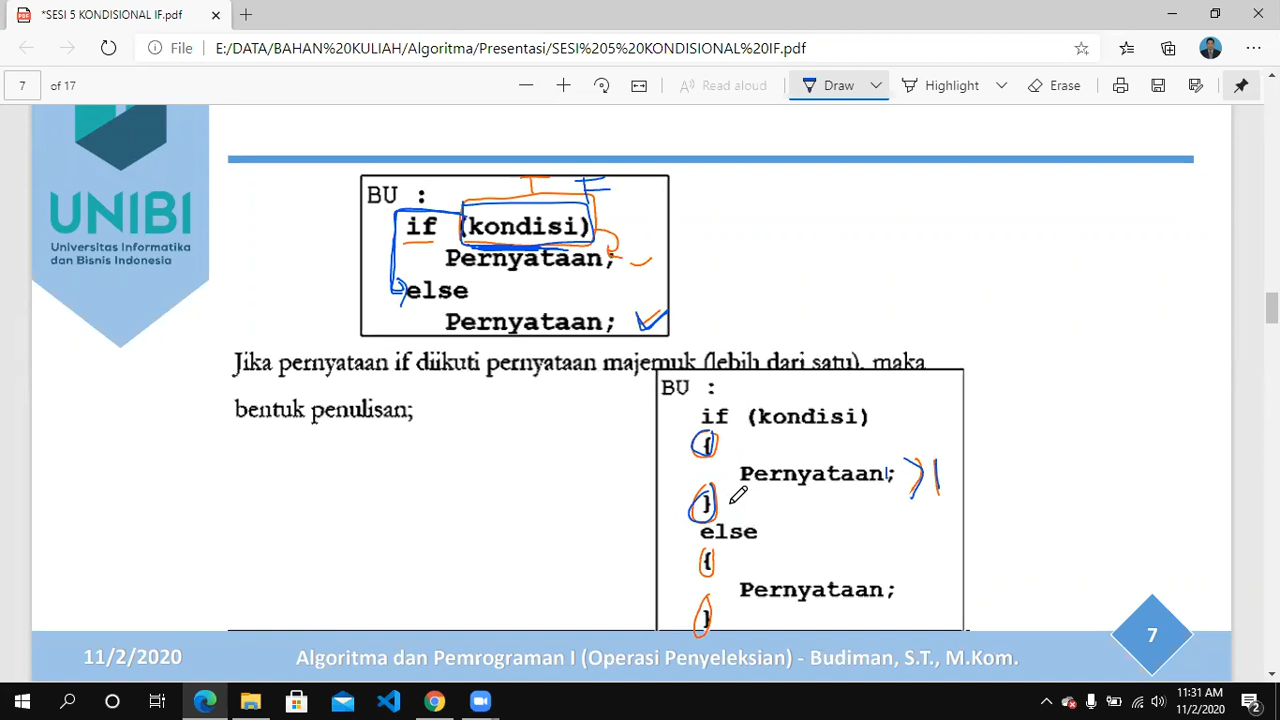 *SESI 5 KONDISIONAL IF.pdf
File E:/DATA/BAHAN%20KULIAH/Algoritma/Presentasi/SESI%205%20KONDISIONAL%20IF.pdf
7 of 17
Read aloud
Draw
Highlight
Erase
UNIBI
Universitas Informatika
dan Bisnis Indonesia
T F
BU :
if (kondisi)
Pernyataan;
else
Pernyataan;
Jika pernyataan if diikuti pernyataan majemuk (lebih dari satu), maka
bentuk penulisan;
BU :
if (kondisi)
{
Pernyataan; >1
}
else
{
Pernyataan;
}
11/2/2020 Algoritma dan Pemrograman I (Operasi Penyeleksian) - Budiman, S.T., M.Kom. 7
11:31 AM
11/2/2020
2